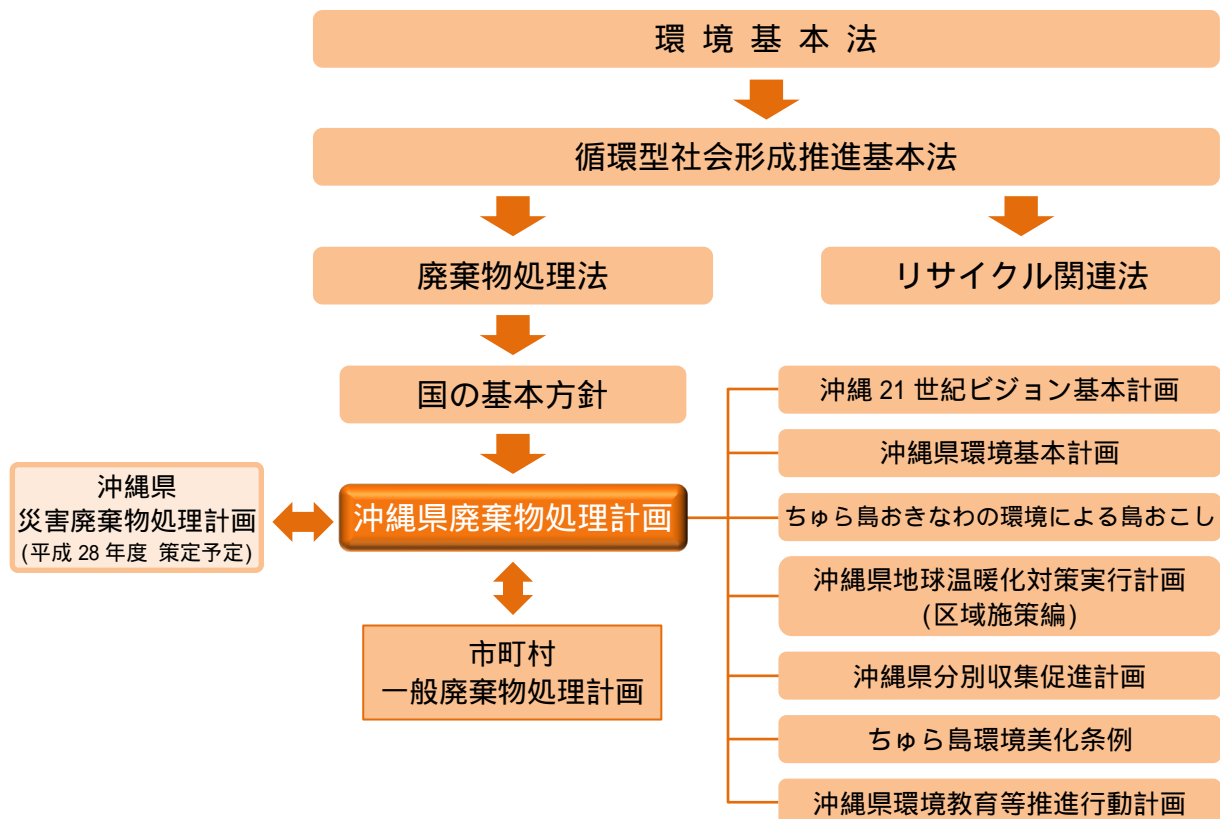 環境基本法
循環型社会形成推進基本法
廃棄物処理法
リサイクル関連法
国の基本方針
沖縄県
災害廃棄物処理計画
(平成 28 年度 策定予定)
沖縄県廃棄物処理計画
市町村
一般廃棄物処理計画
沖縄 21 世紀ビジョン基本計画
沖縄県環境基本計画
ちゅら島おきなわの環境による島おこし
沖縄県地球温暖化対策実行計画
(区域施策編)
沖縄県分別収集促進計画
ちゅら島環境美化条例
沖縄県環境教育等推進行動計画